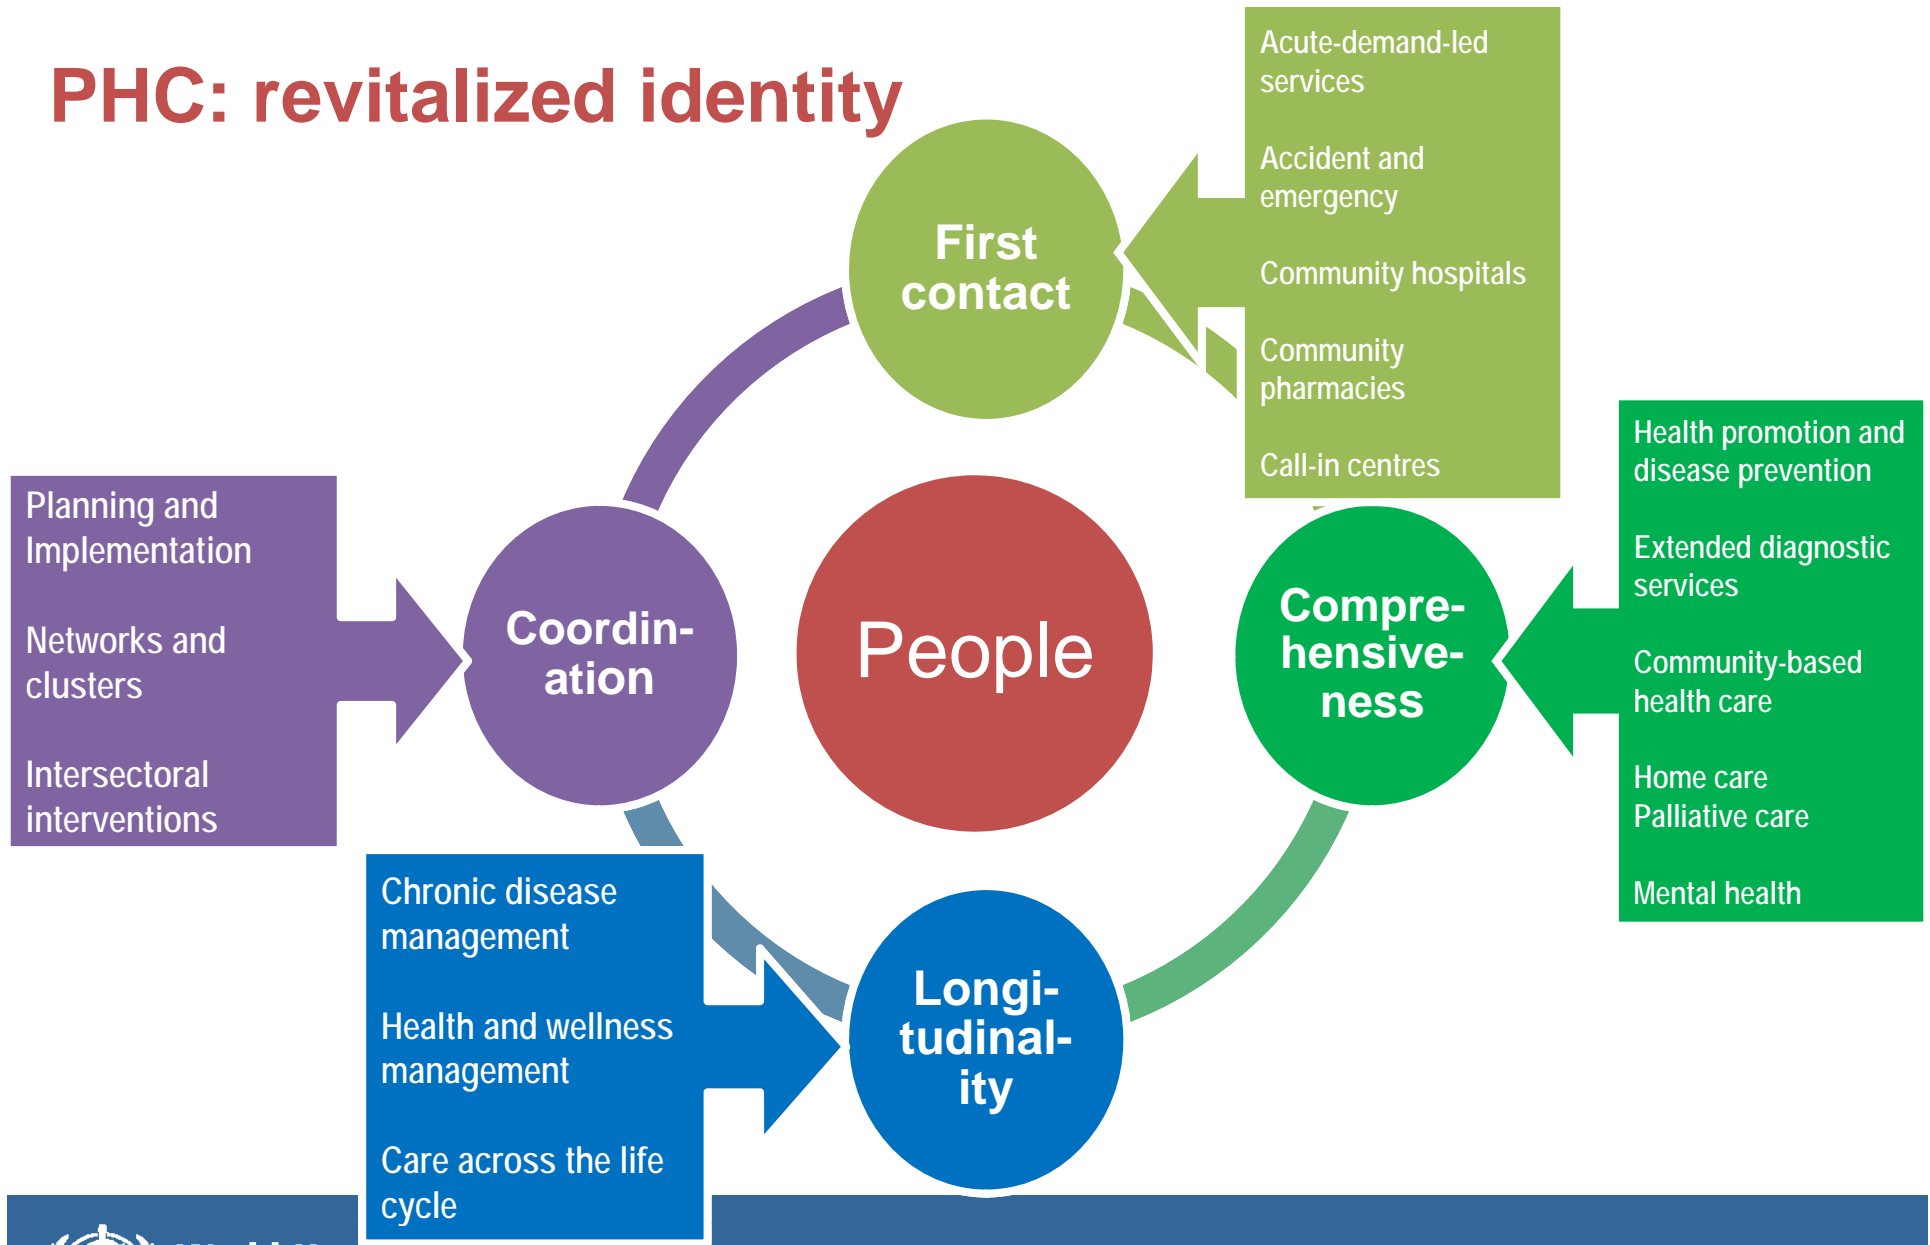 PHC: revitalized identity
Acute-demand-led
services
Accident and
emergency
Community hospitals
Community
pharmacies
Call-in centres
First
contact
Health promotion and
disease prevention
Extended diagnostic
services
Community-based
health care
Home care
Palliative care
Mental health
Compre-
hensive-
ness
People
Coordin-
ation
Planning and
Implementation
Networks and
clusters
Intersectoral
interventions
Chronic disease
management
Health and wellness
management
Care across the life
cycle
Longi-
tudinal-
ity